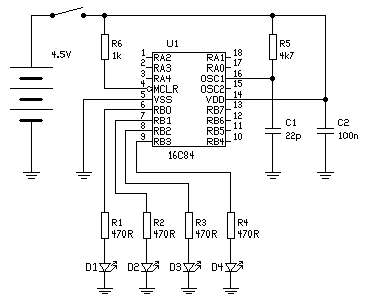 4.5V
R6
1k
U1
R5
4k7
1 RA2 RA1 18
2 RA3 RA0 17
3 RA4 OSC1 16
4 MCLR OSC2 15
5 VSS VDD 14
6 RB0 RB7 13
7 RB1 RB6 12
8 RB2 RB5 11
9 RB3 RB4 10
16C84
C1
22p
C2
100n
R1
470R
R2
470R
R3
470R
R4
470R
D1 D2 D3 D4